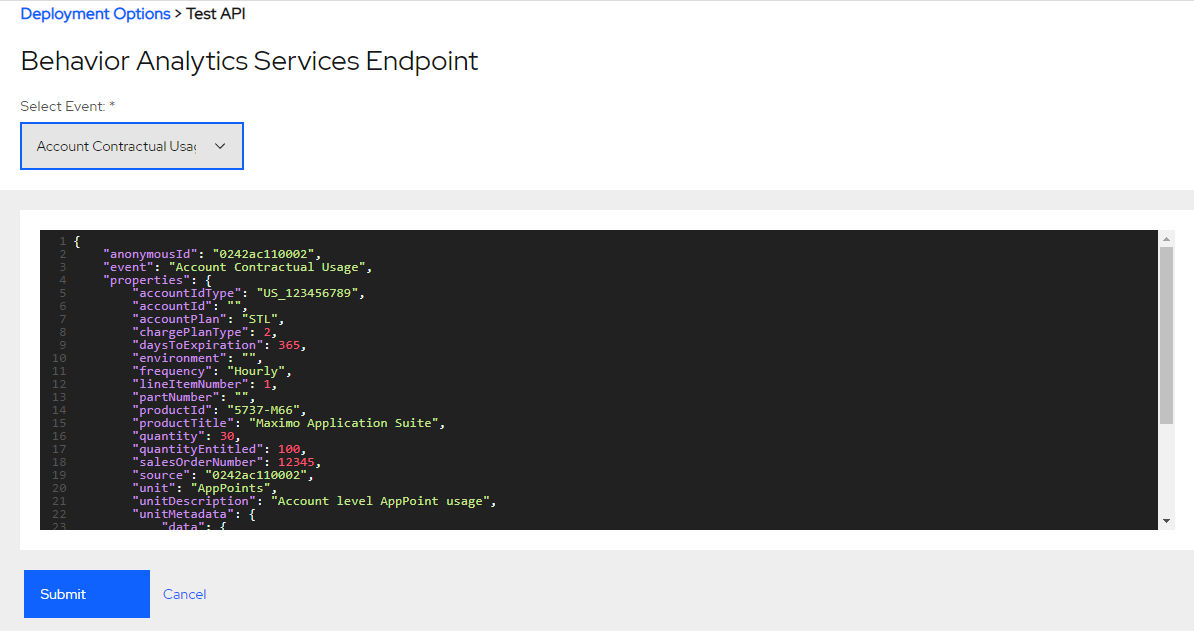 Deployment Options > Test API
Behavior Analytics Services Endpoint
Select Event: *
Account Contractual Usag
1 {
2 "anonymousId": "0242ac110002",
3 "event": "Account Contractual Usage",
4 "properties": {
5 "accountIdType": "US_123456789",
6 "accountId": "",
7 "accountPlan": "STL",
8 "chargePlanType": 2,
9 "daysToExpiration": 365,
10 "environment": "",
11 "frequency": "Hourly",
12 "lineItemNumber": 1,
13 "partNumber": "",
14 "productId": "5737-M66",
15 "productTitle": "Maximo Application Suite",
16 "quantity": 30,
17 "quantityEntitled": 100,
18 "salesOrderNumber": 12345,
19 "source": "0242ac110002",
20 "unit": "AppPoints",
21 "unitDescription": "Account level AppPoint usage",
22 "unitMetadata": {
23 "data": {
Submit Cancel